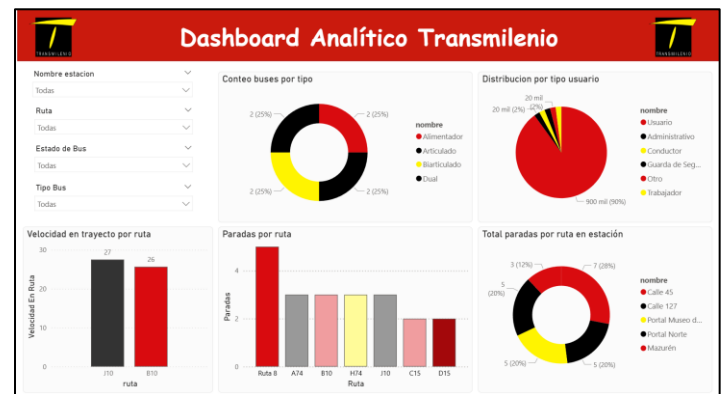 TRANSMILENIO
Dashboard Analítico Transmilenio
TRANSMILENIO
Nombre estacion
Todas
Ruta
Todas
Estado de Bus
Todas
Tipo Bus
Todas
Conteo buses por tipo
2 (25%)
2 (25%)
2 (25%)
2 (25%)
nombre
Alimentador
Articulado
Biarticulado
Dual
Distribucion por tipo usuario
20 mil
(2%)
20 mil (2%)
900 mil (90%)
nombre
Usuario
Administrativo
Conductor
Guarda de Seg...
Otro
Trabajador
Velocidad en trayecto por ruta
Velocidad En Ruta
30
20
10
0
27
26
J10
B10
ruta
Paradas por ruta
Paradas
4
2
0
Ruta 8
A74
B10
H74
J10
C15
D15
Ruta
Total paradas por ruta en estación
3 (12%)
7 (28%)
5
(20%)
5 (20%)
5 (20%)
nombre
Calle 45
Calle 127
Portal Museo d...
Portal Norte
Mazurén